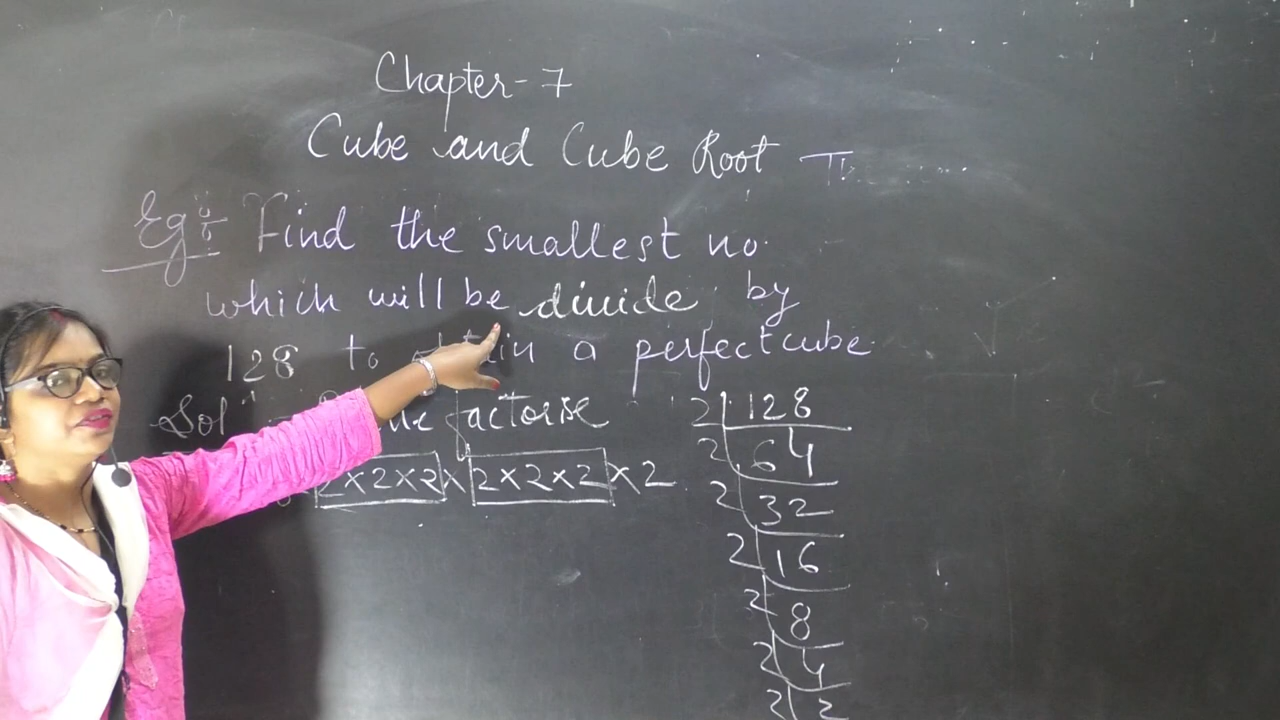 Chapter-7
Cube and Cube Root
Eg: Find the smallest no.
which will be divide by
128 to obtain a perfect cube
Sol factorise
2×2×2 × 2×2×2 ×2
2 128
2 64
2 32
2 16
2 8
2 4
2 2